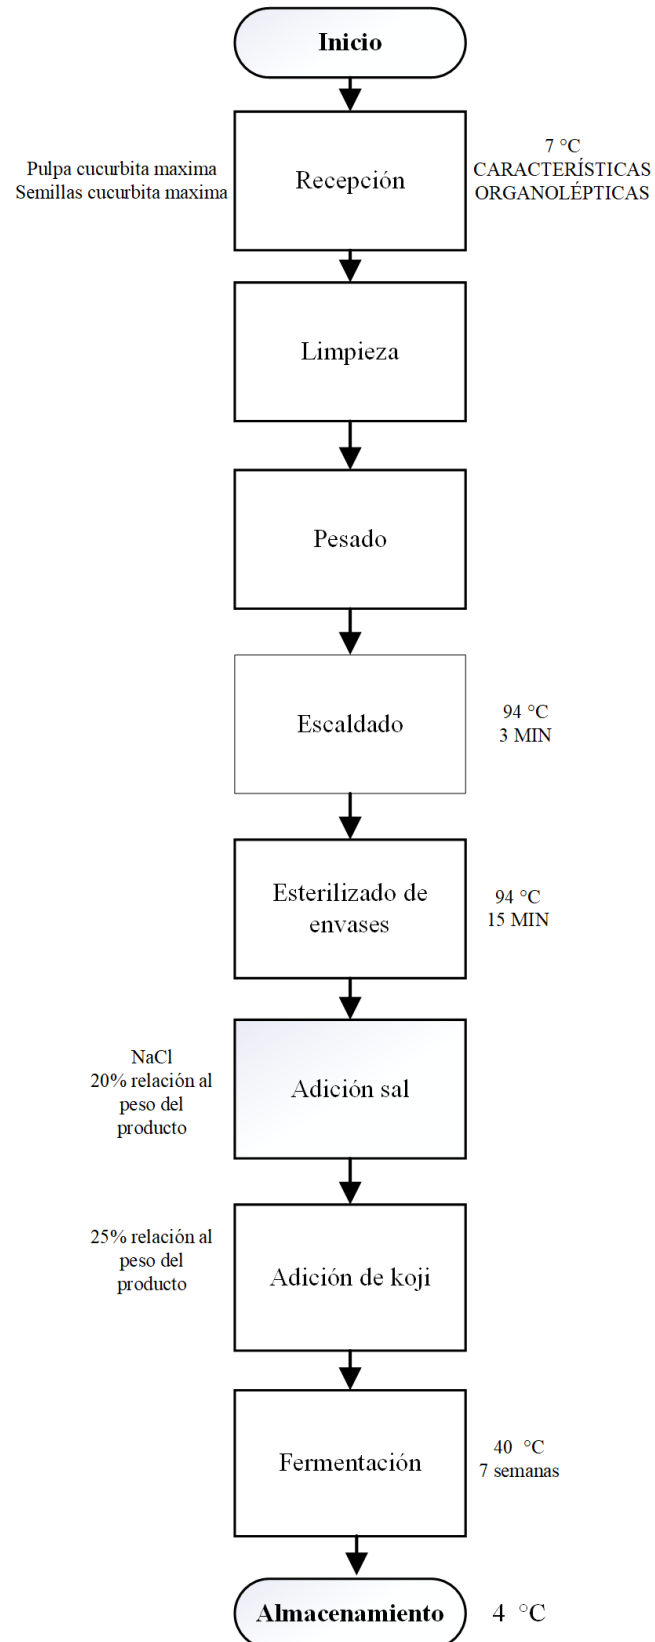 Inicio
Pulpa cucurbita maxima
Semillas cucurbita maxima
Recepción
7 °C
CARACTERÍSTICAS
ORGANOLÉPTICAS
Limpieza
Pesado
Escaldado
94 °C
3 MIN
Esterilizado de
envases
94 °C
15 MIN
NaCl
20% relación al
peso del
producto
Adición sal
25% relación al
peso del
producto
Adición de koji
Fermentación
40 °C
7 semanas
Almacenamiento
4 °C